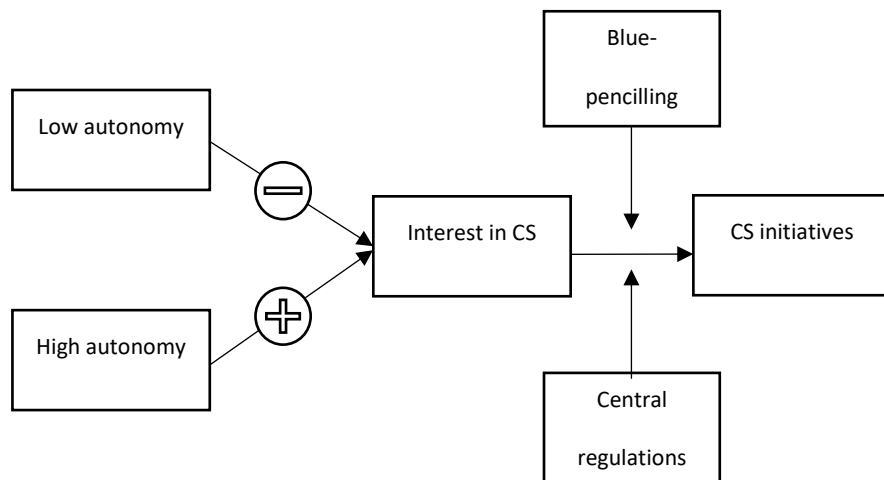 Blue-
pencilling
Low autonomy
Interest in CS
CS initiatives
High autonomy
Central
regulations